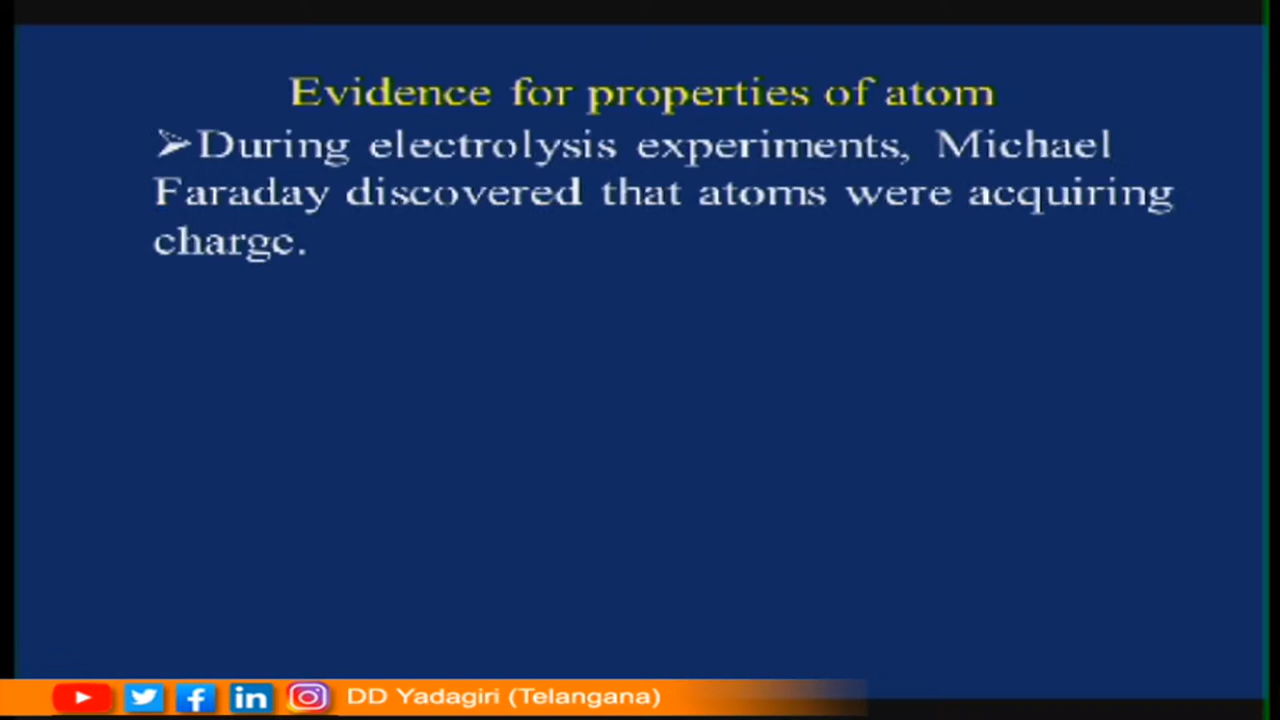 Evidence for properties of atom
➢During electrolysis experiments, Michael
Faraday discovered that atoms were acquiring
charge.
DD Yadagiri (Telangana)